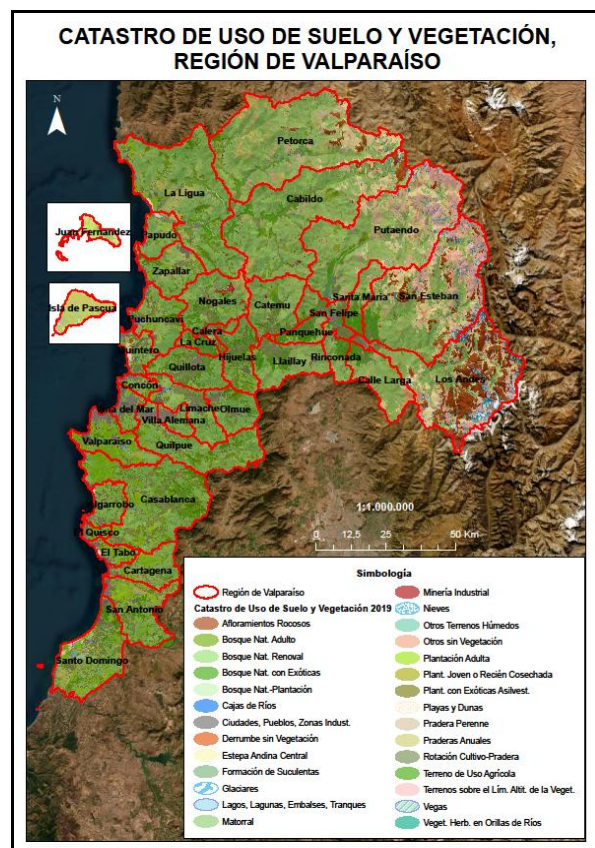 CATASTRO DE USO DE SUELO Y VEGETACIÓN,
REGIÓN DE VALPARAÍSO
N
Petorca
La Ligua
Cabildo
Juan Fernandez
Papudo
Putaendo
Zapallar
Isla de Pascua
Nogales
Catemu
Santa María
San Esteban
Puchuncaví
San Felipe
Calera
Panquehue
La Cruz
Quintero
Hijuelas
Llaillay
Rinconada
Quillota
Calle Larga
Los Andes
Concón
Viña del Mar
Limache
Olmue
Villa Alemana
Valparaíso
Quilpue
Casablanca
Algarrobo
1:1.000.000
Quisco
0 12,5 25 50 Km
El Tabo
Cartagena
San Antonio
Santo Domingo
Simbología
Región de Valparaíso
Catastro de Uso de Suelo y Vegetación 2019
Afloramientos Rocosos
Bosque Nat. Adulto
Bosque Nat. Renoval
Bosque Nat. con Exóticas
Bosque Nat.-Plantación
Cajas de Ríos
Ciudades, Pueblos, Zonas Indust.
Derrumbe sin Vegetación
Estepa Andina Central
Formación de Suculentas
Glaciares
Lagos, Lagunas, Embalses, Tranques
Matorral
Minería Industrial
Nieves
Otros Terrenos Húmedos
Otros sin Vegetación
Plantación Adulta
Plant. Joven o Recién Cosechada
Plant. con Exóticas Asilvest.
Playas y Dunas
Pradera Perenne
Praderas Anuales
Rotación Cultivo-Pradera
Terreno de Uso Agrícola
Terrenos sobre el Lím. Altit. de la Veget.
Vegas
Veget. Herb. en Orillas de Ríos